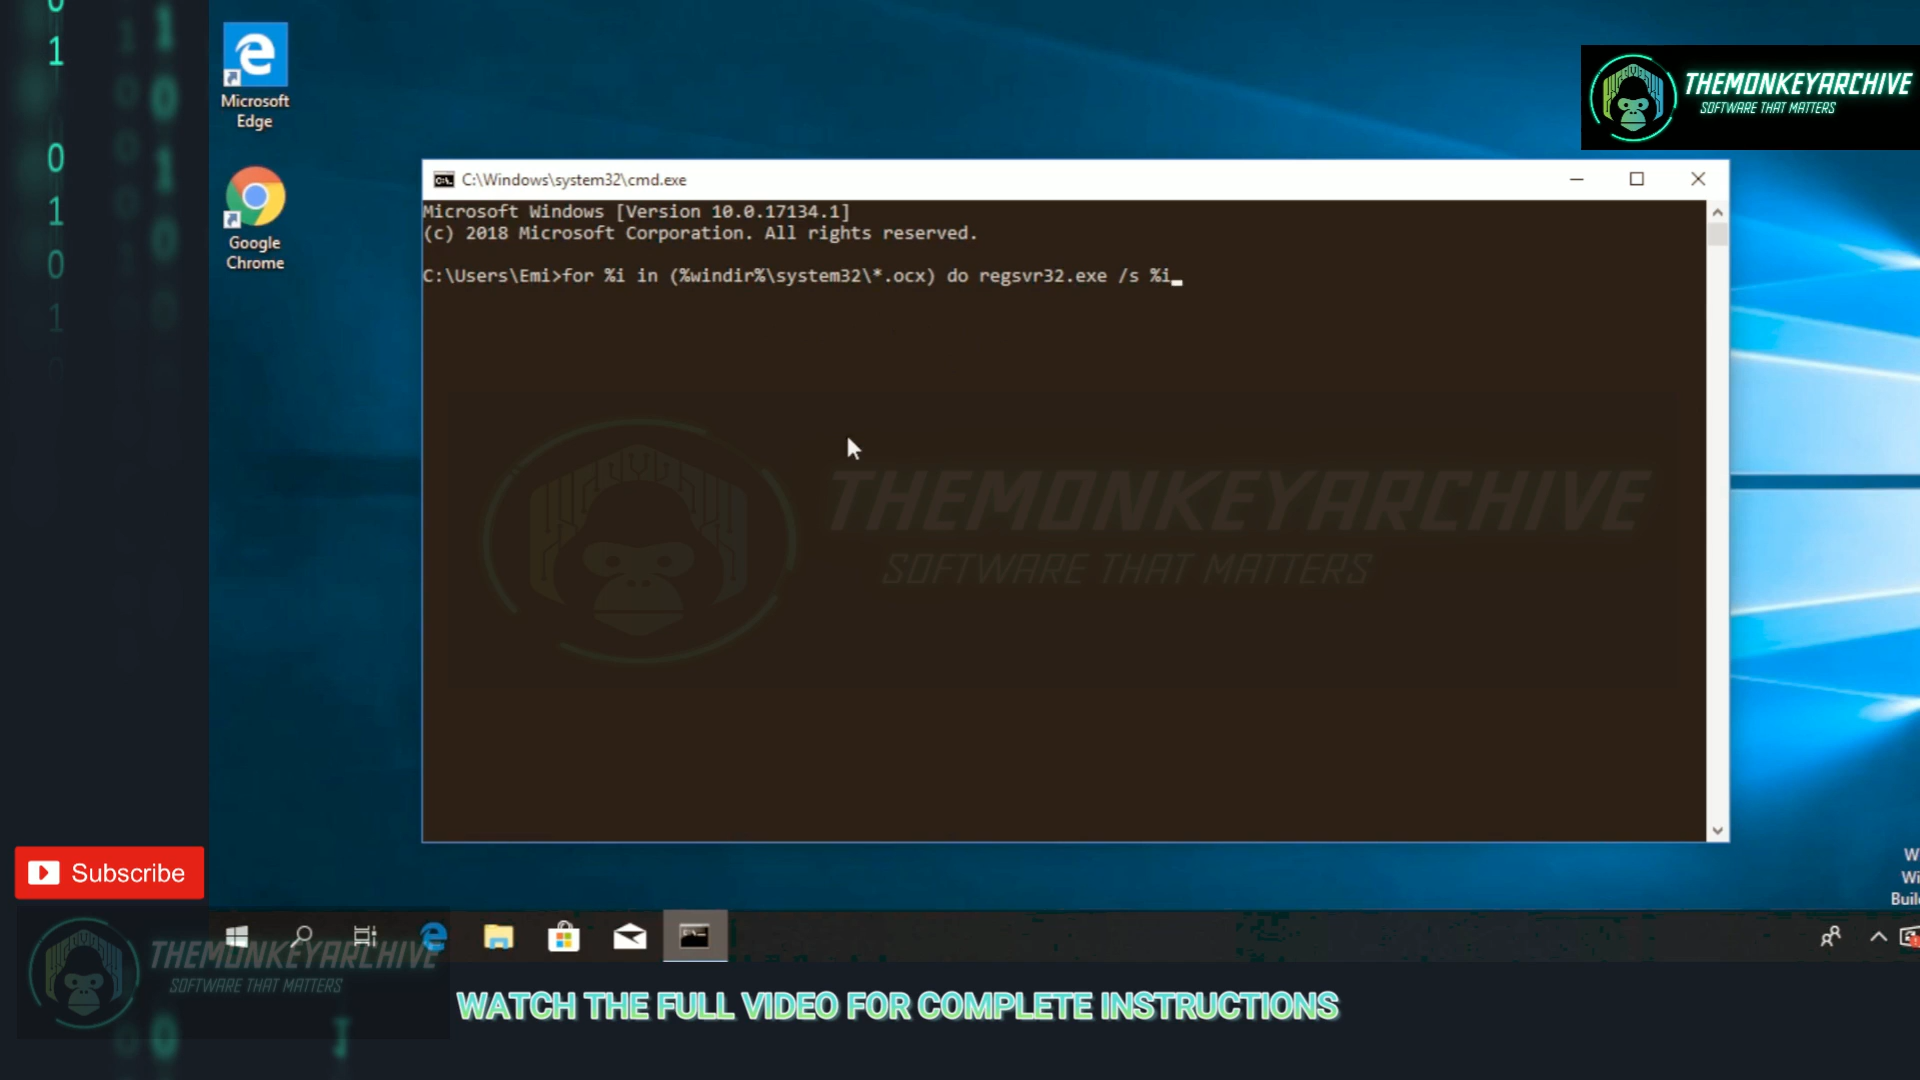 Microsoft
Edge
Google
Chrome
THEMONKEYARCHIVE
SOFTWARE THAT MATTERS
C:\Windows\system32\cmd.exe
Microsoft Windows [Version 10.0.17134.1]
(c) 2018 Microsoft Corporation. All rights reserved.
C:\Users\Emi>for %i in (%windir%\system32\*.ocx) do regsvr32.exe /s %i
THEMONKEYARCHIVE
SOFTWARE THAT MATTERS
Subscribe
THEMONKEYARCHIVE
SOFTWARE THAT MATTERS
WATCH THE FULL VIDEO FOR COMPLETE INSTRUCTIONS